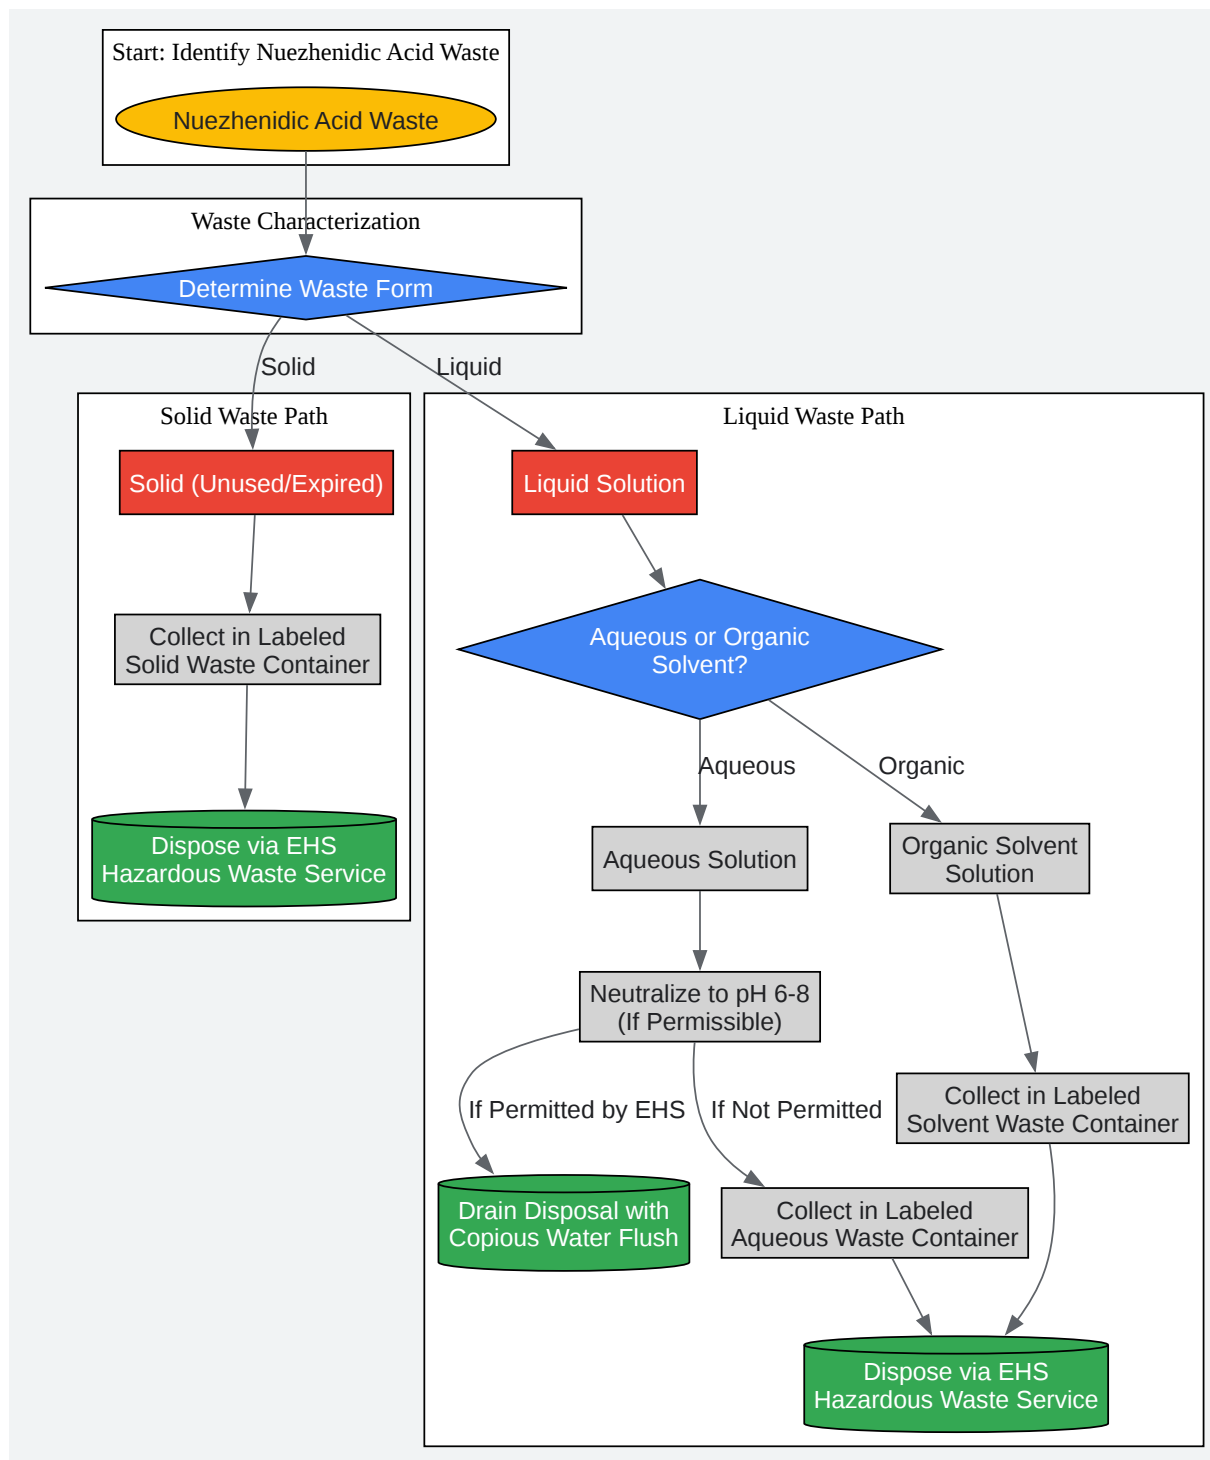 Start: Identify Nuezhenidic Acid Waste
Nuezhenidic Acid Waste
Waste Characterization
Determine Waste Form
Solid
Liquid
Solid Waste Path
Solid (Unused/Expired)
Collect in Labeled
Solid Waste Container
Dispose via EHS
Hazardous Waste Service
Liquid Waste Path
Liquid Solution
Aqueous or Organic
Solvent?
Aqueous
Organic
Aqueous Solution
Organic Solvent
Solution
Neutralize to pH 6-8
(If Permissible)
If Permitted by EHS
If Not Permitted
Collect in Labeled
Solvent Waste Container
Drain Disposal with
Copious Water Flush
Collect in Labeled
Aqueous Waste Container
Dispose via EHS
Hazardous Waste Service